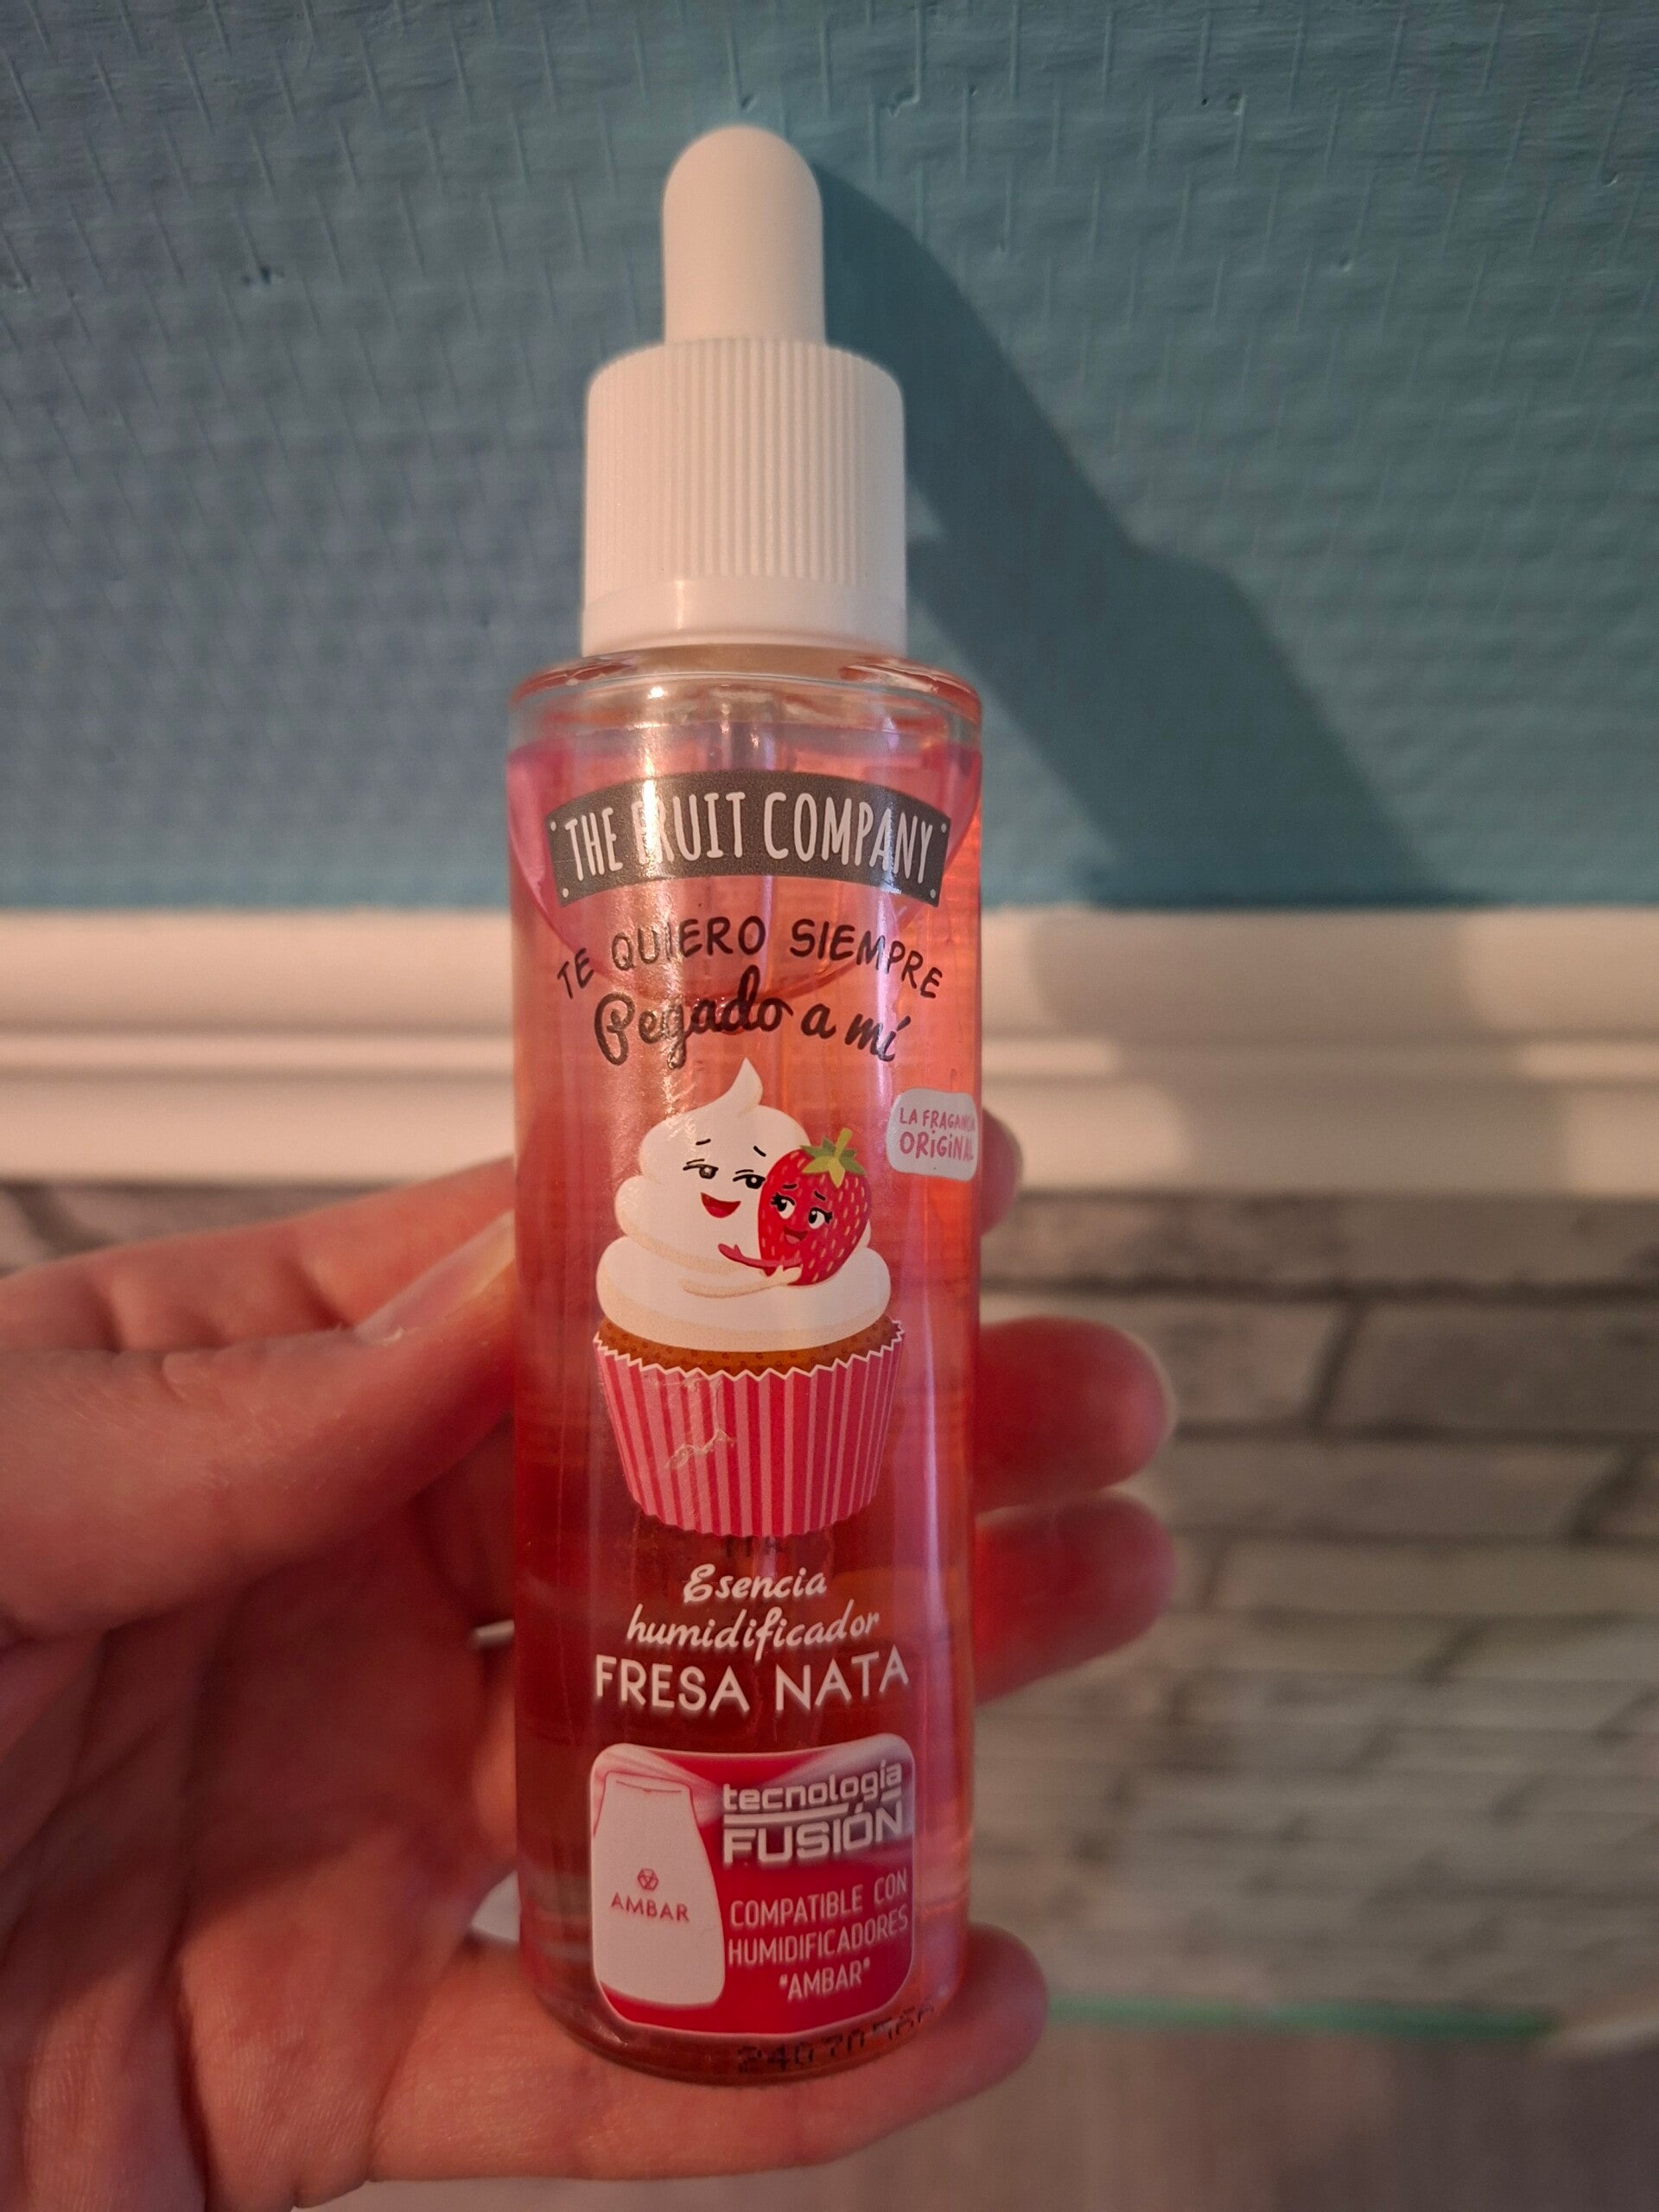 THE FRUIT COMPANY
TE QUIERO SIEMPRE
Pegado a mí
LA FRAGANCIA
ORIGINAL
Esencia
humidificador
FRESA NATA
tecnología
FUSIÓN
AMBAR
COMPATIBLE CON
HUMIDIFICADORES
"AMBAR"